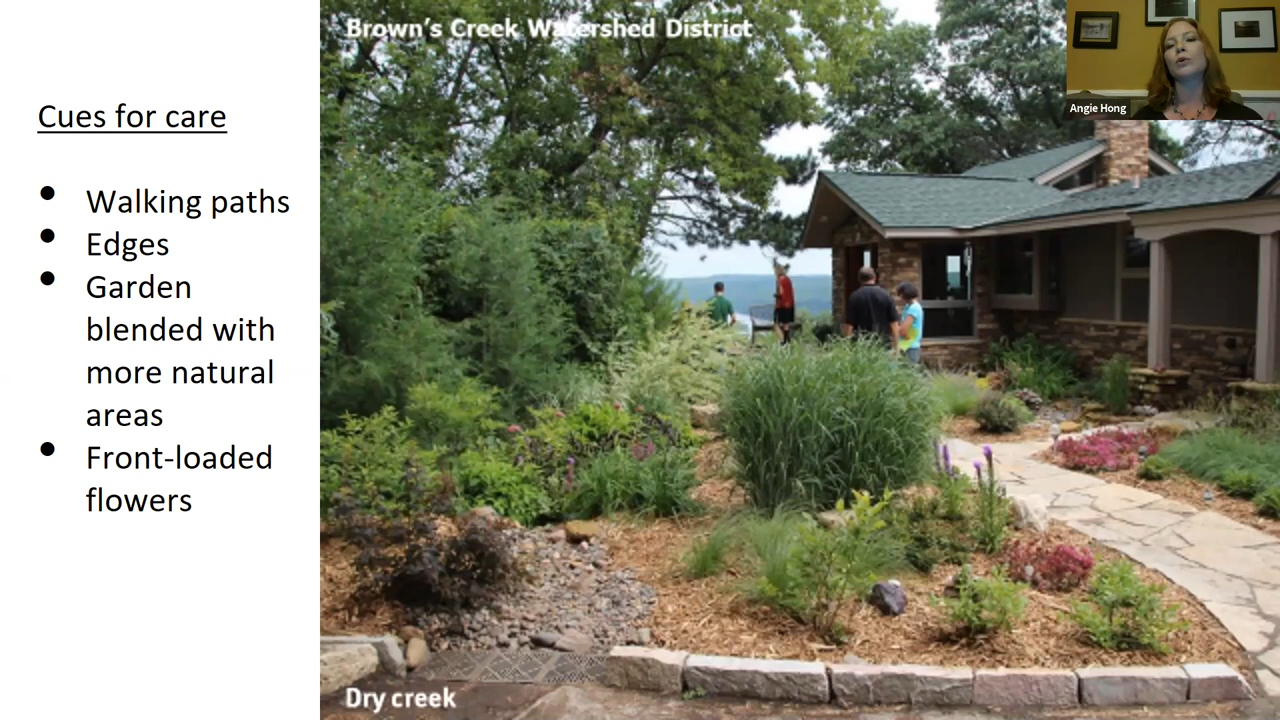 Brown's Creek Watershed District
Angie Hong
Cues for care
● Walking paths
● Edges
● Garden
blended with
more natural
areas
● Front-loaded
flowers
Dry creek